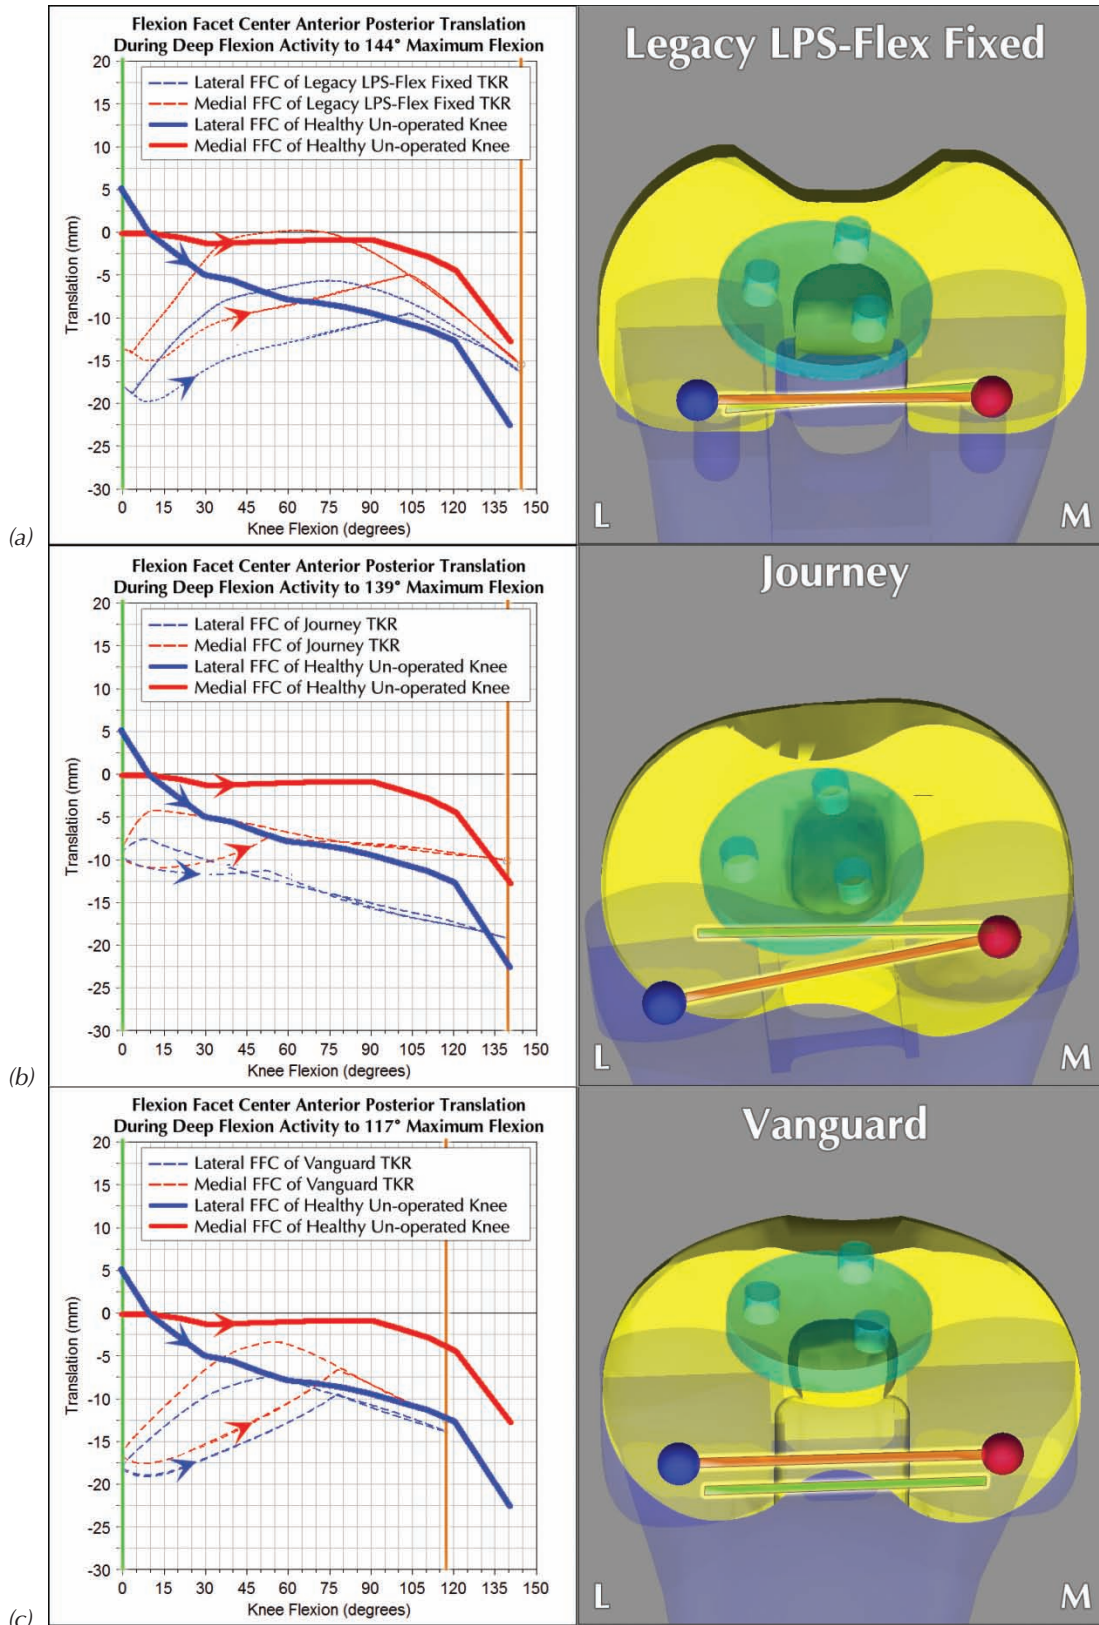 Flexion Facet Center Anterior Posterior Translation
During Deep Flexion Activity to 144° Maximum Flexion
20
15
10
5
0
-5
-10
-15
-20
-25
-30
Translation (mm)
Lateral FFC of Legacy LPS-Flex Fixed TKR
Medial FFC of Legacy LPS-Flex Fixed TKR
Lateral FFC of Healthy Un-operated Knee
Medial FFC of Healthy Un-operated Knee
0 15 30 45 60 75 90 105 120 135 150
Knee Flexion (degrees)
Legacy LPS-Flex Fixed
L M
(a)
Flexion Facet Center Anterior Posterior Translation
During Deep Flexion Activity to 139° Maximum Flexion
20
15
10
5
0
-5
-10
-15
-20
-25
-30
Translation (mm)
Lateral FFC of Journey TKR
Medial FFC of Journey TKR
Lateral FFC of Healthy Un-operated Knee
Medial FFC of Healthy Un-operated Knee
0 15 30 45 60 75 90 105 120 135 150
Knee Flexion (degrees)
Journey
L M
(b)
Flexion Facet Center Anterior Posterior Translation
During Deep Flexion Activity to 117° Maximum Flexion
20
15
10
5
0
-5
-10
-15
-20
-25
-30
Translation (mm)
Lateral FFC of Vanguard TKR
Medial FFC of Vanguard TKR
Lateral FFC of Healthy Un-operated Knee
Medial FFC of Healthy Un-operated Knee
0 15 30 45 60 75 90 105 120 135 150
Knee Flexion (degrees)
Vanguard
L M
(c)